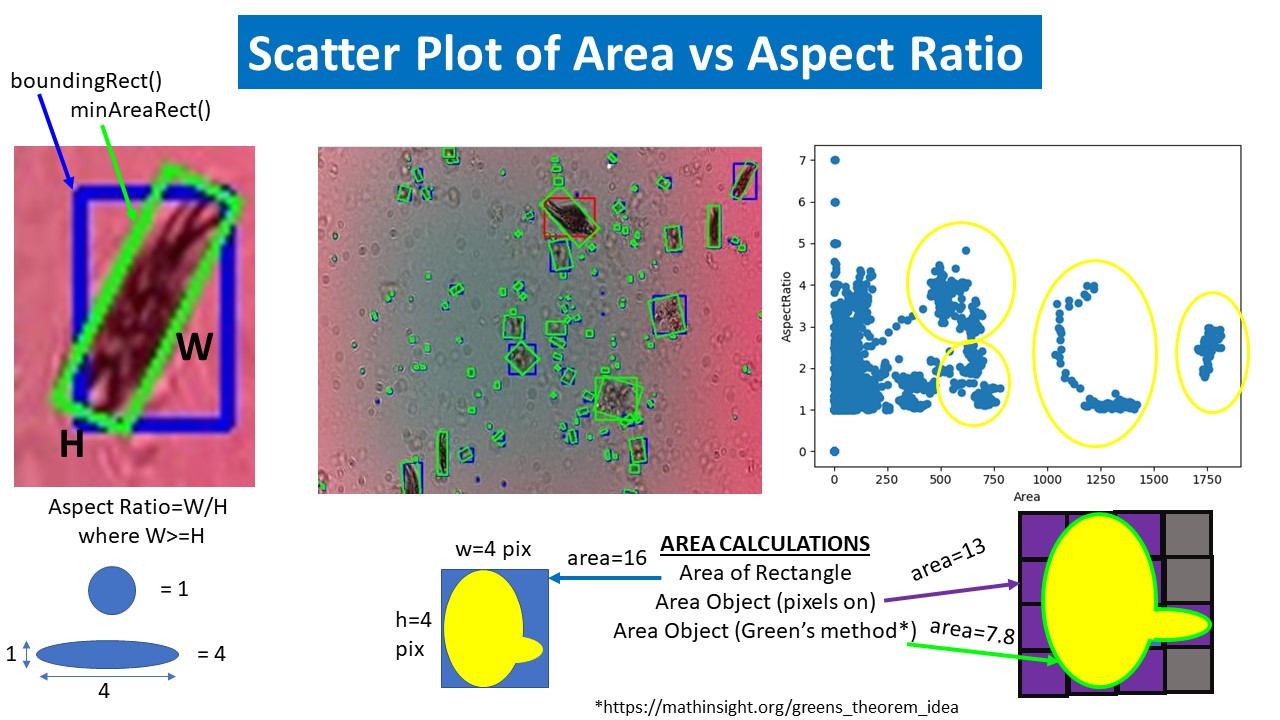 Scatter Plot of Area vs Aspect Ratio
boundingRect()
minAreaRect()
W
H
Aspect Ratio=W/H
where W>=H
= 1
1
= 4
4
7
6
5
4
3
2
1
0
AspectRatio
0 250 500 750 1000 1250 1500 1750
Area
w=4 pix
h=4
pix
area=16
AREA CALCULATIONS
Area of Rectangle
Area Object (pixels on)
Area Object (Green's method*)
area=13
area=7.8
*https://mathinsight.org/greens_theorem_idea